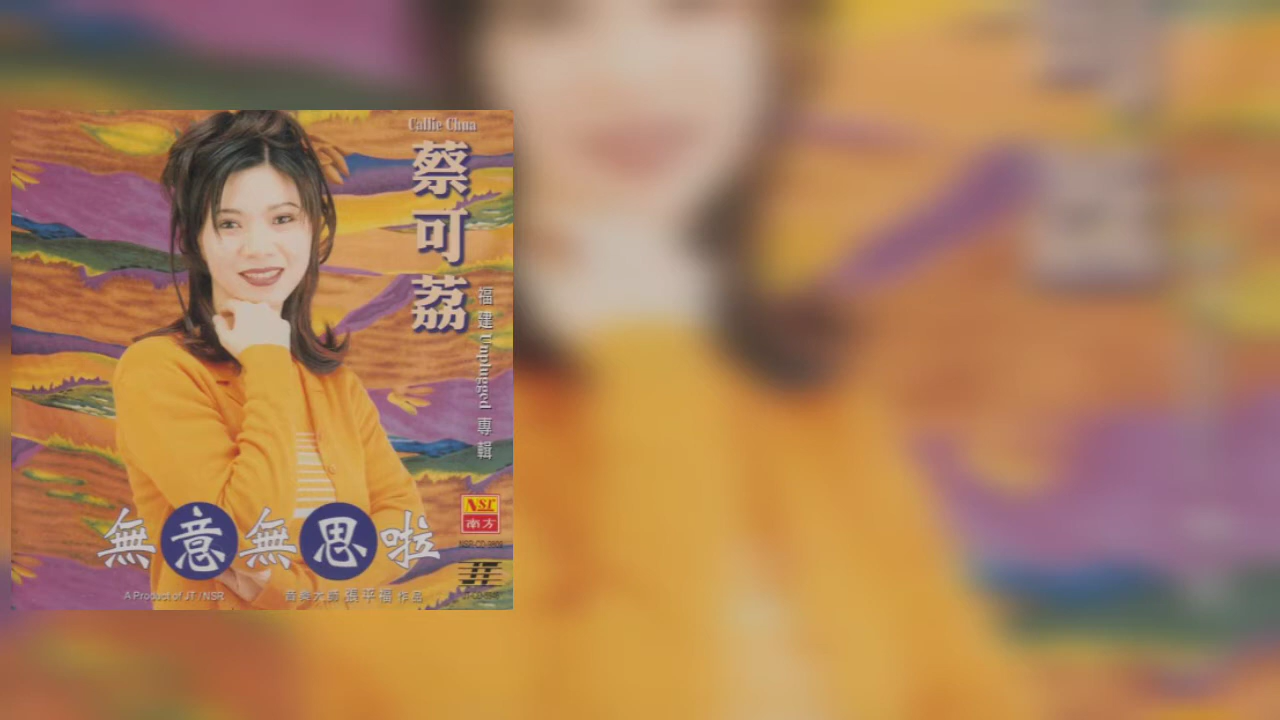 Callie Chua
蔡可荔
福建 Unplugged 專輯
無意無思啦
NSR
南方
A Product of JT / NSR
音樂大師 張平福 作品